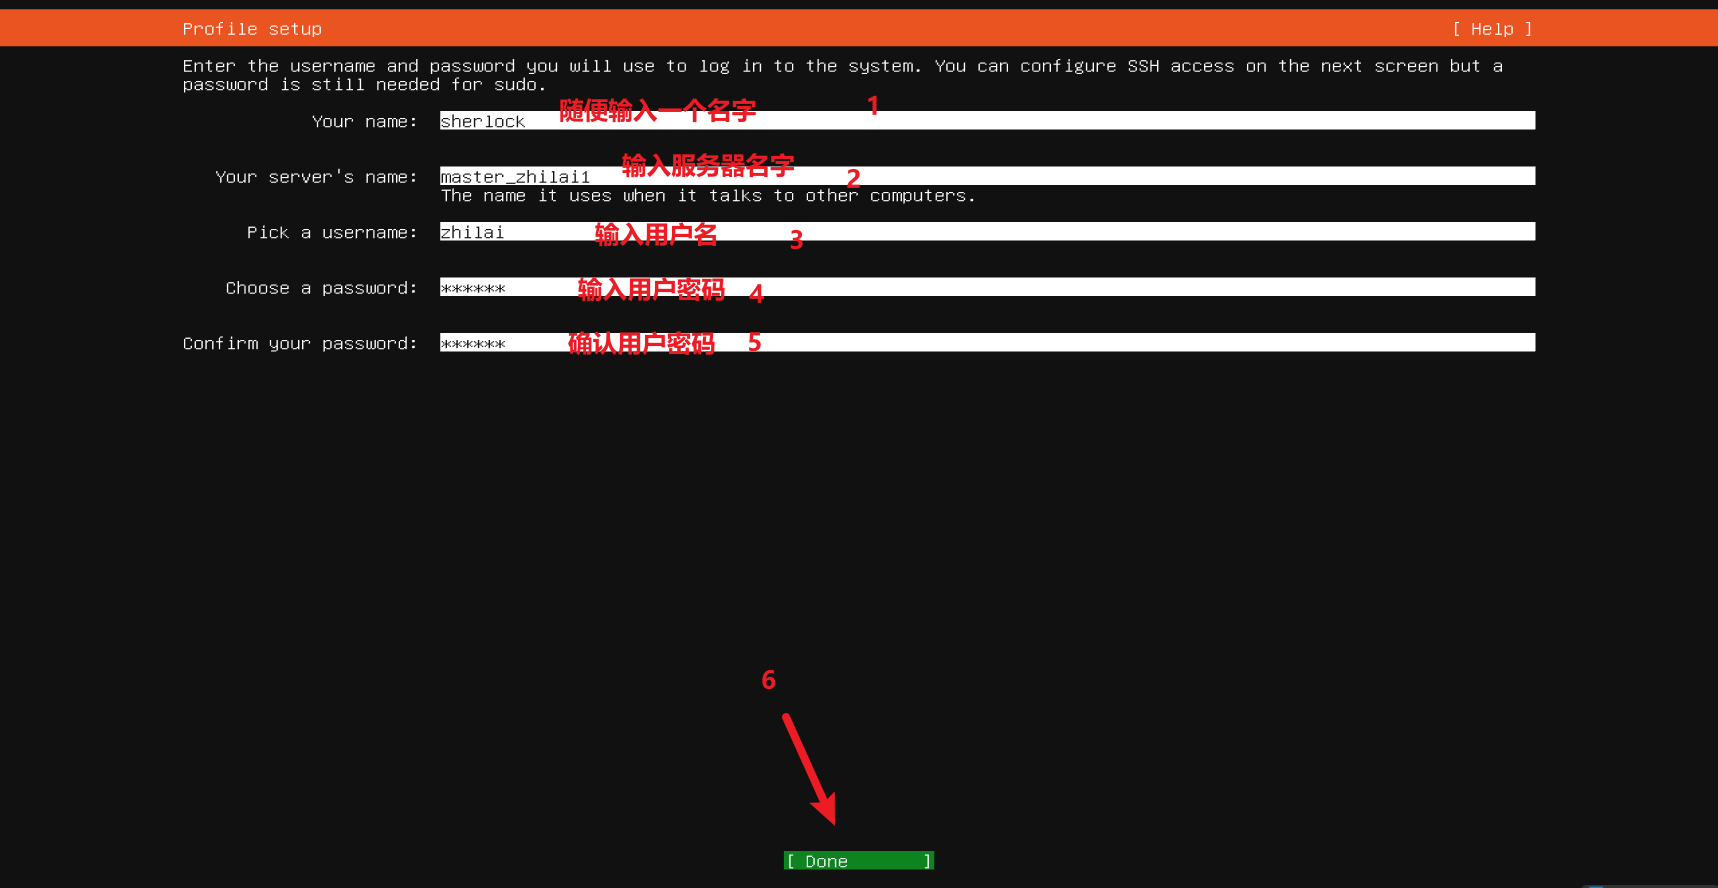 Profile setup [ Help ]
Enter the username and password you will use to log in to the system. You can configure SSH access on the next screen but a
password is still needed for sudo.
随便输入一个名字 1
Your name: sherlock
输入服务器名字 2
Your server's name: master_zhilai1
The name it uses when it talks to other computers.
Pick a username: zhilai 输入用户名 3
Choose a password: ****** 输入用户密码 4
Confirm your password: ****** 确认用户密码 5
6
[ Done ]